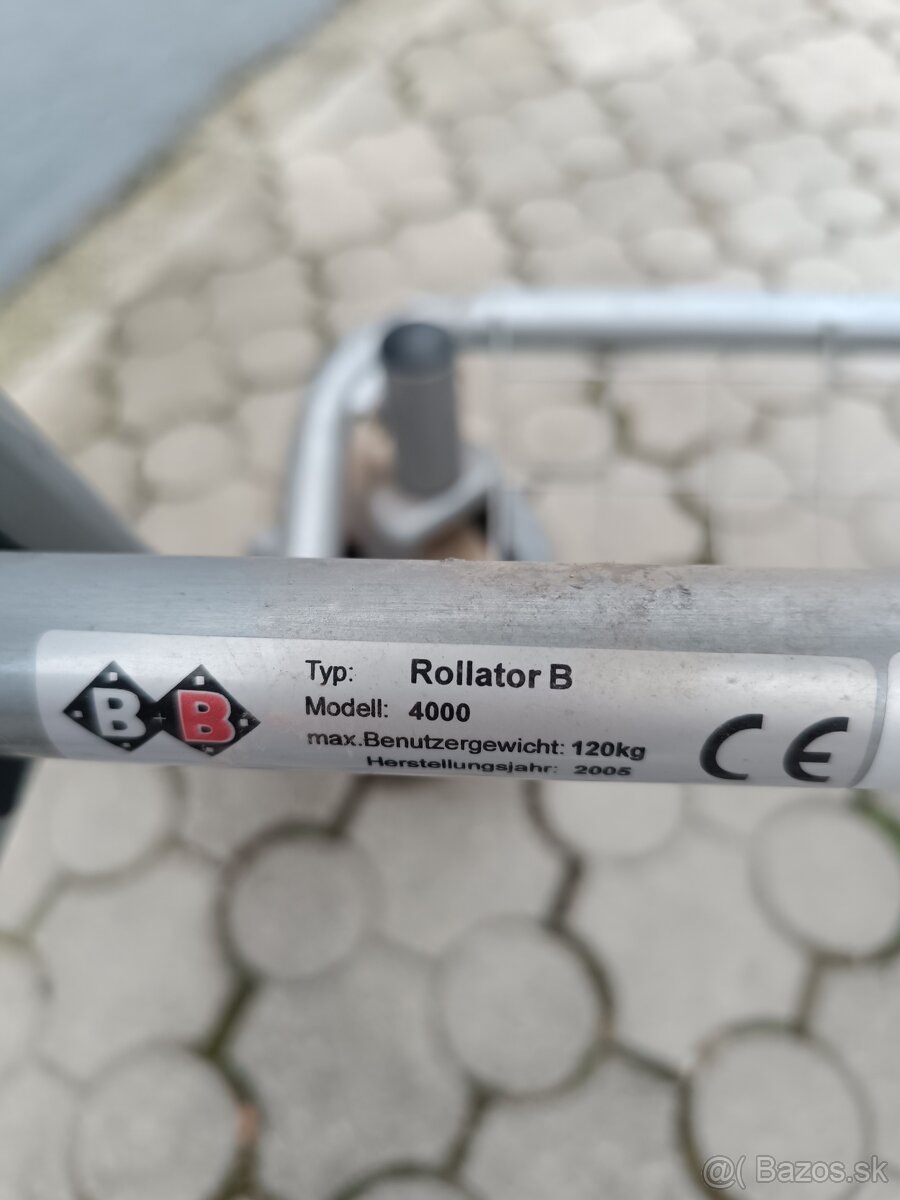 B+B
Typ: Rollator B
Modell: 4000
max.Benutzergewicht: 120kg
Herstellungsjahr: 2005
CE
@( Bazos.sk